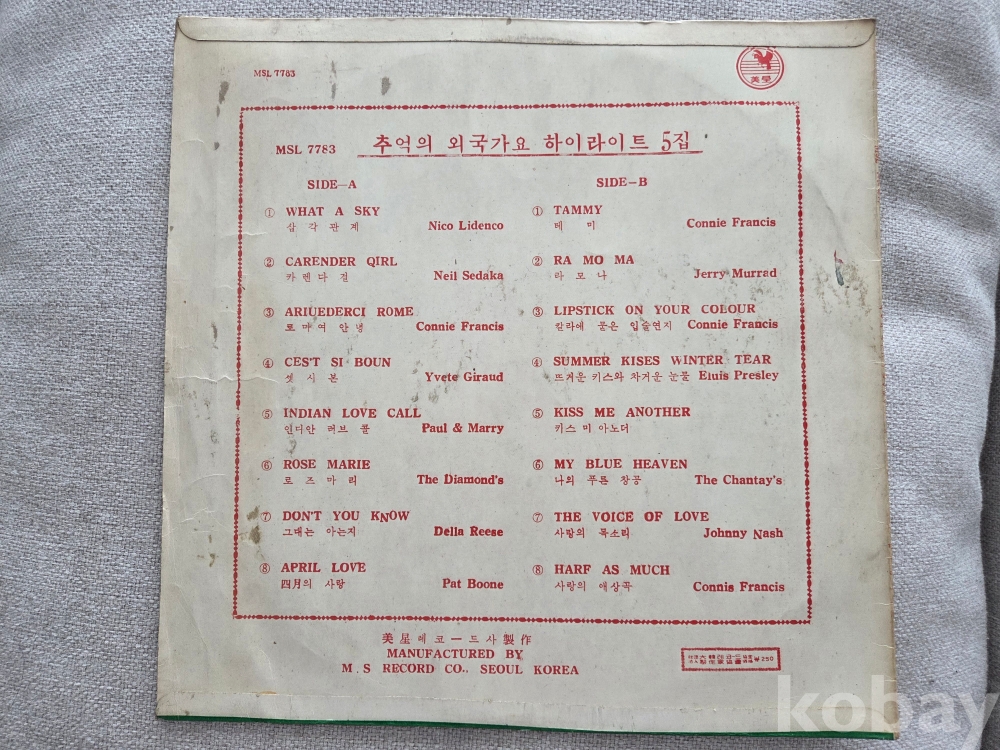 MSL 7783
美學
MSL 7783 추억의 외국가요 하이라이트 5집
SIDE—A
① WHAT A SKY
삼각관계 Nico Lidenco
② CARENDER QIRL
카렌다 걸 Neil Sedaka
③ ARIUEDERCI ROME
로마여 안녕 Connie Francis
④ CES'T SI BOUN
셋시본 Yvete Giraud
⑤ INDIAN LOVE CALL
인디안 러브 콜 Paul & Marry
⑥ ROSE MARIE
로즈마리 The Diamond's
⑦ DON'T YOU KNOW
그대는 아는지 Della Reese
⑧ APRIL LOVE
四月의 사랑 Pat Boone
SIDE–B
① TAMMY
테미 Connie Francis
② RA MO MA
라모나 Jerry Murrad
③ LIPSTICK ON YOUR COLOUR
칼라에 묻은 입술연지 Connie Francis
④ SUMMER KISES WINTER TEAR
뜨거운 키스와 차거운 눈물 Eluis Presley
⑤ KISS ME ANOTHER
키스 미 아노더
⑥ MY BLUE HEAVEN
나의 푸른 창공 The Chantay's
⑦ THE VOICE OF LOVE
사랑의 목소리 Johnny Nash
⑧ HARF AS MUCH
사랑의 애상곡 Connis Francis
美星레코ー드사製作
MANUFACTURED BY
M. S RECORD CO., SEOUL KOREA
₩250
kobay